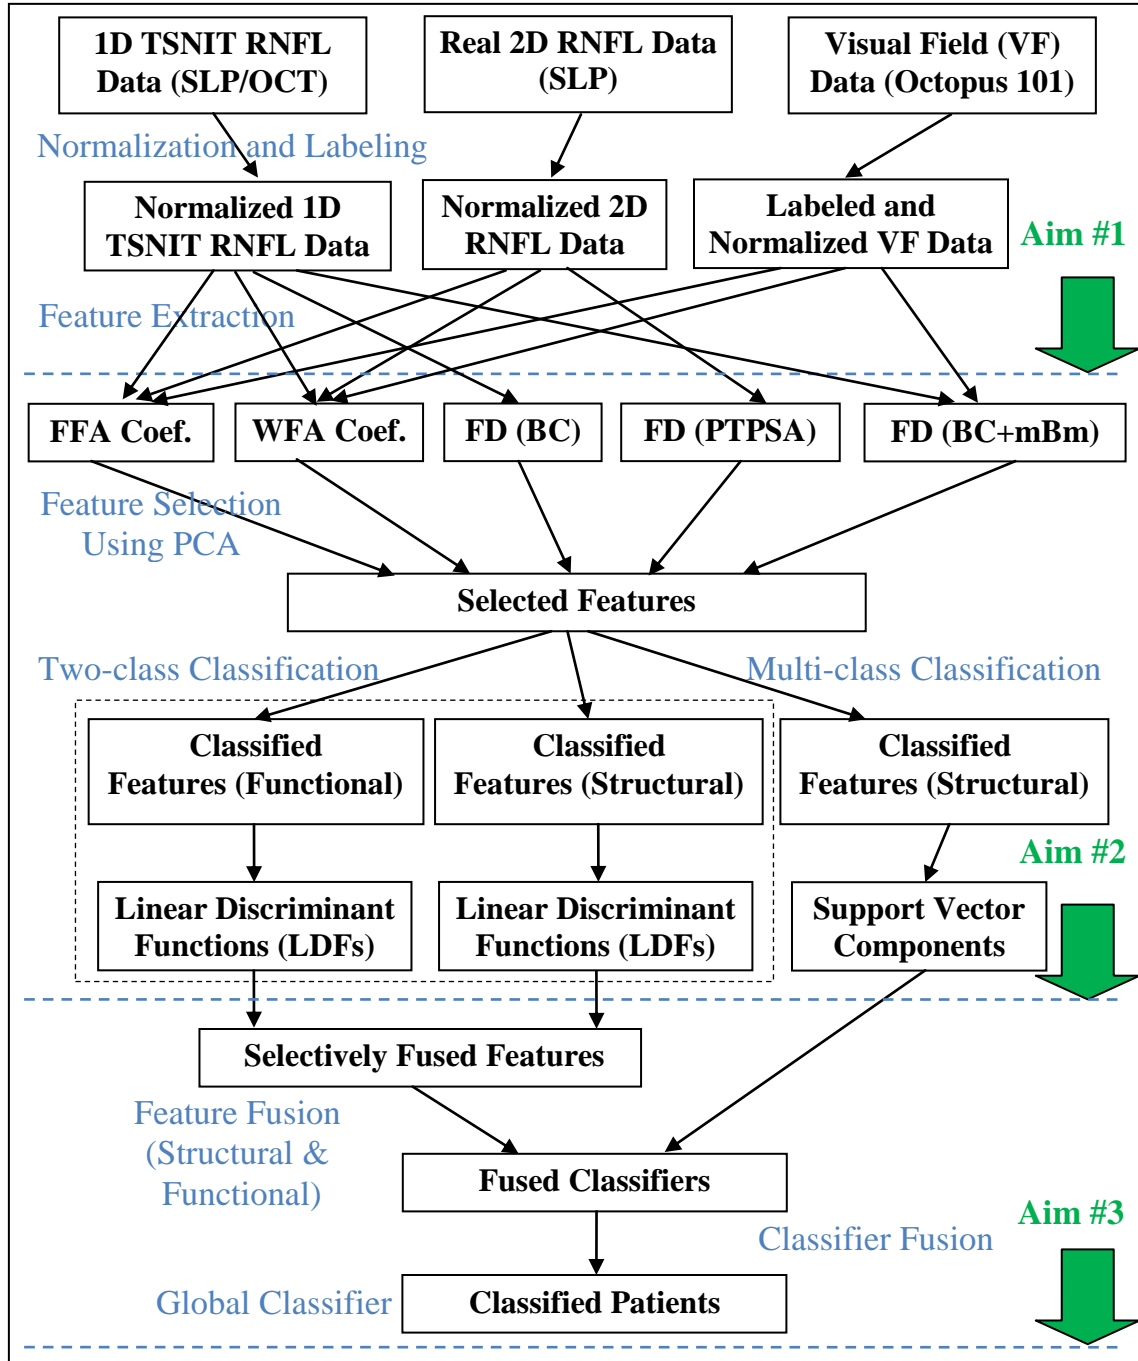 1D TSNIT RNFL
Data (SLP/OCT)
Real 2D RNFL Data
(SLP)
Visual Field (VF)
Data (Octopus 101)
Normalization and Labeling
Normalized 1D
TSNIT RNFL Data
Normalized 2D
RNFL Data
Labeled and
Normalized VF Data
Aim #1
Feature Extraction
FFA Coef.
WFA Coef.
FD (BC)
FD (PTPSA)
FD (BC+mBm)
Feature Selection
Using PCA
Selected Features
Two-class Classification
Multi-class Classification
Classified
Features (Functional)
Classified
Features (Structural)
Classified
Features (Structural)
Aim #2
Linear Discriminant
Functions (LDFs)
Linear Discriminant
Functions (LDFs)
Support Vector
Components
Selectively Fused Features
Feature Fusion
(Structural &
Functional)
Fused Classifiers
Aim #3
Classifier Fusion
Global Classifier
Classified Patients